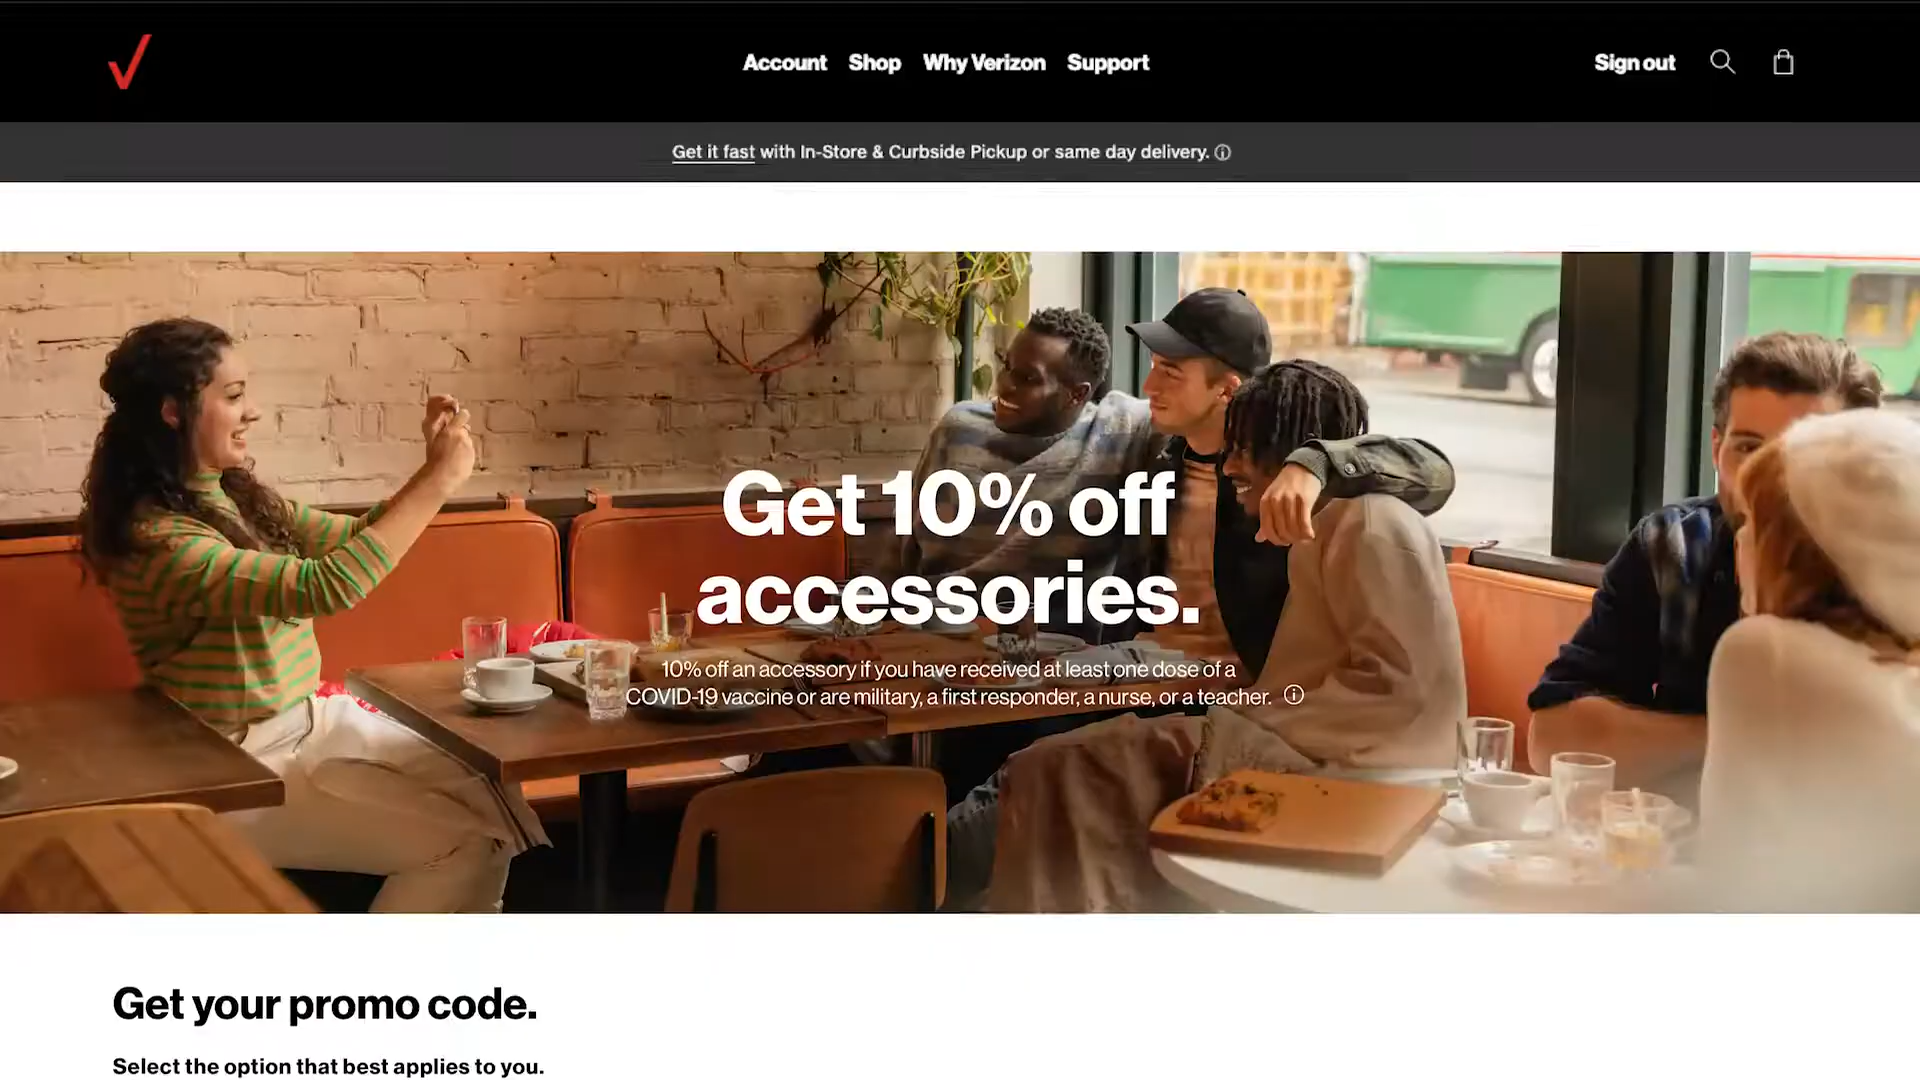 Account Shop Why Verizon Support Sign out
Get it fast with In-Store & Curbside Pickup or same day delivery.
Get 10% off
accessories.
10% off an accessory if you have received at least one dose of a
COVID-19 vaccine or are military, a first responder, a nurse, or a teacher.
Get your promo code.
Select the option that best applies to you.